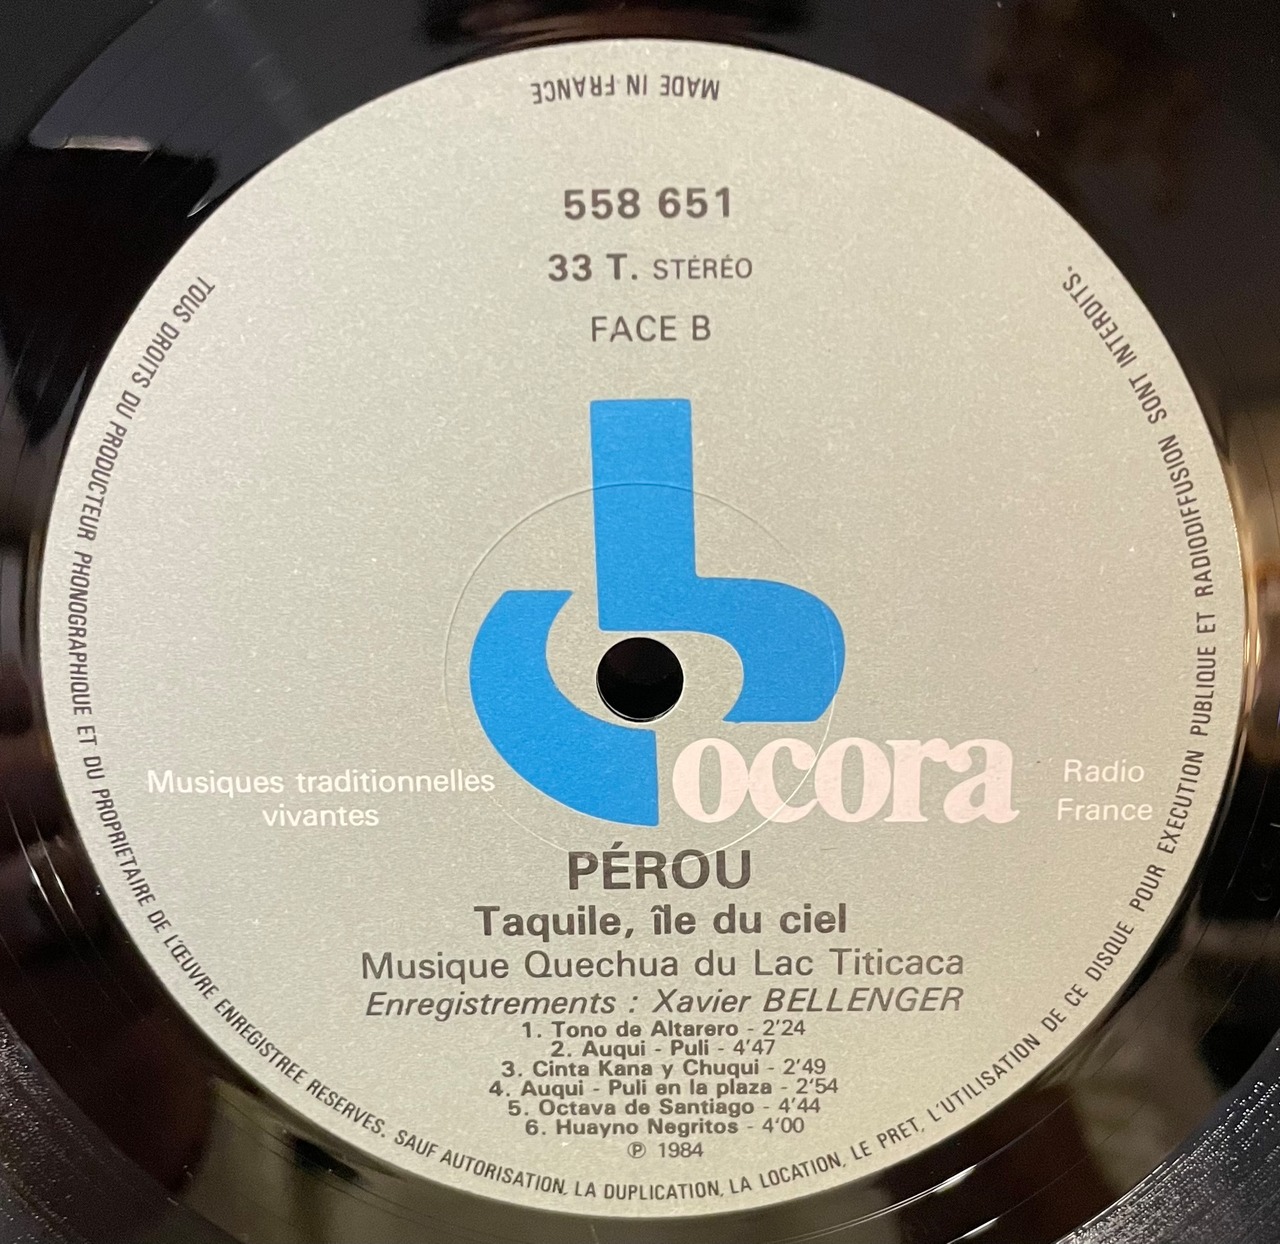 MADE IN FRANCE
558 651
33 T. STÉRÉO
FACE B
ocora
Musiques traditionnelles
vivantes
Radio
France
PÉROU
Taquile, île du ciel
Musique Quechua du Lac Titicaca
Enregistrements : Xavier BELLENGER
1. Tono de Altarero - 2'24
2. Auqui - Puli - 4'47
3. Cinta Kana y Chuqui - 2'49
4. Auqui - Puli en la plaza - 2'54
5. Octava de Santiago - 4'44
6. Huayno Negritos - 4'00
℗ 1984
TOUS DROITS DU PRODUCTEUR PHONOGRAPHIQUE ET DU PROPRIETAIRE DE L'ŒUVRE ENREGISTREE RESERVES. SAUF AUTORISATION, LA DUPLICATION, LA LOCATION, LE PRET, L'UTILISATION DE CE DISQUE POUR EXECUTION PUBLIQUE ET RADIODIFFUSION SONT INTERDITS.